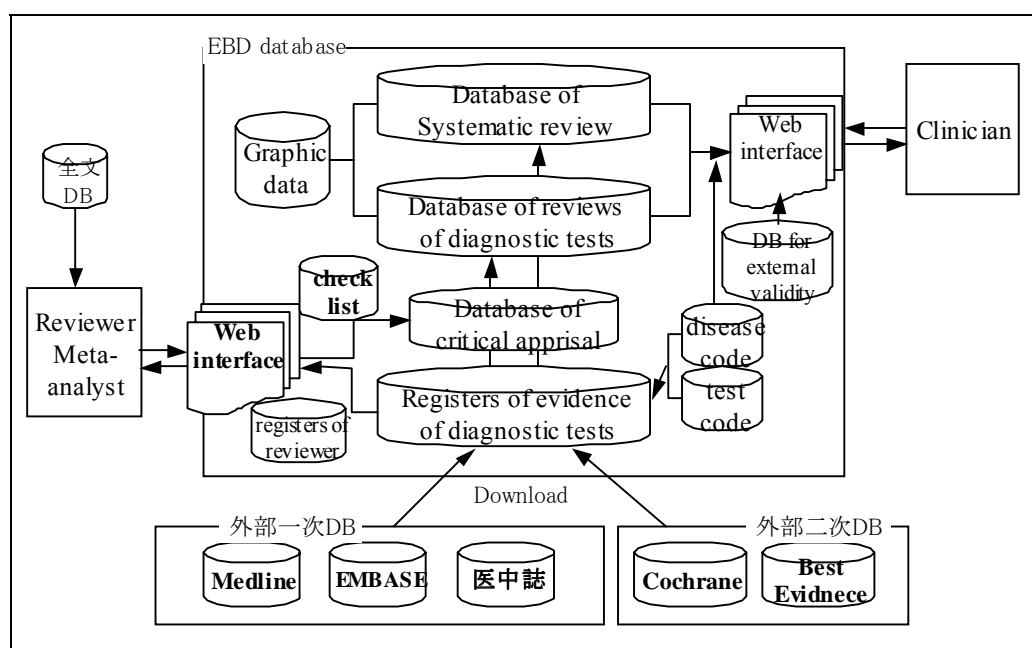 EBD database
Database of
Systematic review
Graphic
data
Web
interface
Clinician
全文
DB
Database of reviews
of diagnostic tests
DB for
external
validity
check
list
Reviewer
Meta-
analyst
Web
interface
Database of
critical apprisal
disease
code
test
code
Registers of evidence
of diagnostic tests
registers of
reviewer
Download
外部一次DB
外部二次DB
Medline
EMBASE
医中誌
Cochrane
Best
Evidnece